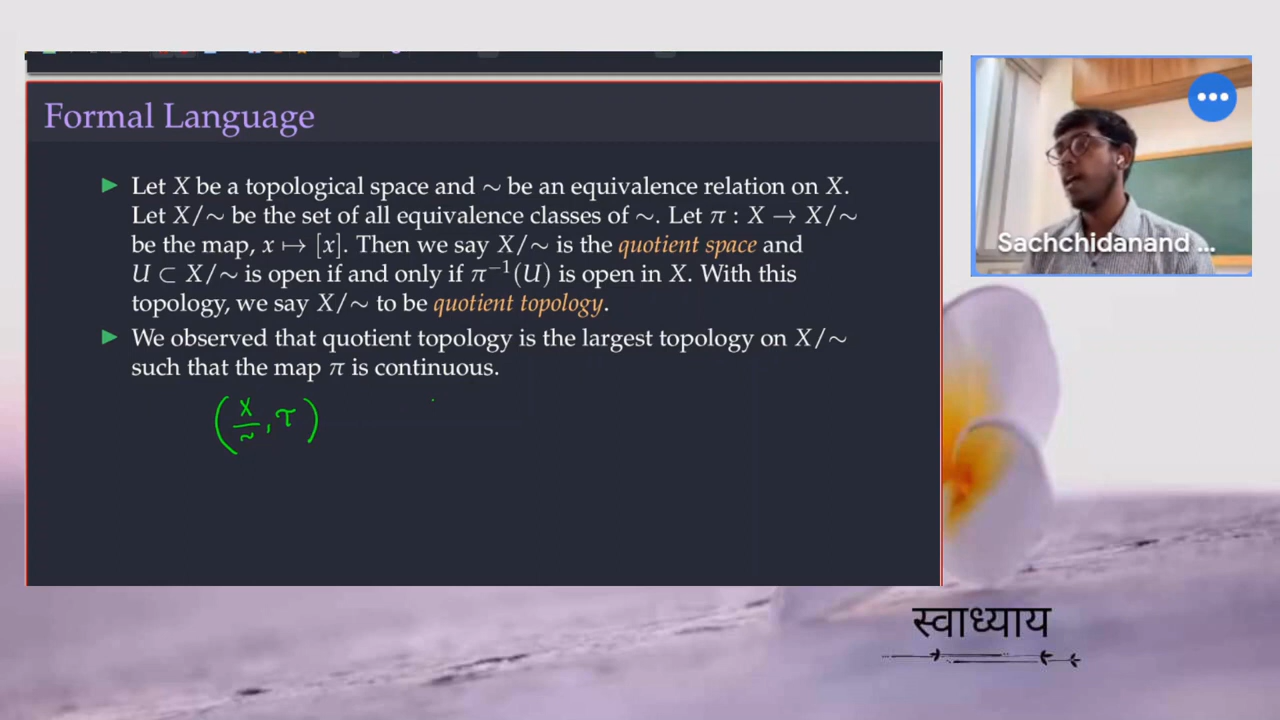 Formal Language
▶ Let X be a topological space and ∼ be an equivalence relation on X.
Let X/∼ be the set of all equivalence classes of ∼. Let π : X → X/∼
be the map, x ↦ [x]. Then we say X/∼ is the quotient space and
U ⊂ X/∼ is open if and only if π⁻¹(U) is open in X. With this
topology, we say X/∼ to be quotient topology.
▶ We observed that quotient topology is the largest topology on X/∼
such that the map π is continuous.
(X/∼, τ)
Sachchidanand ...
स्वाध्याय